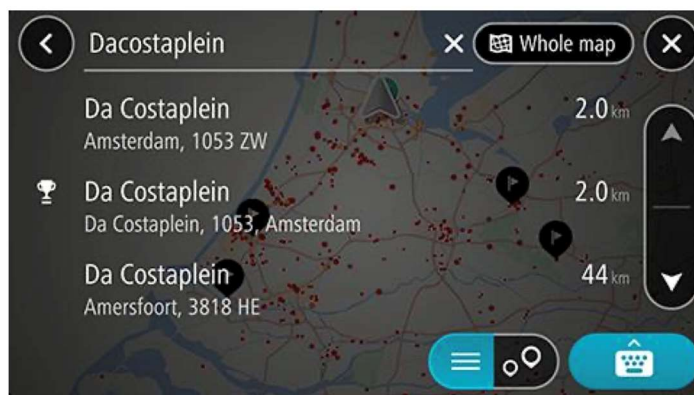 Dacostaplein
Whole map
Da Costaplein
2.0 km
Amsterdam, 1053 ZW
Da Costaplein
2.0 km
Da Costaplein, 1053, Amsterdam
Da Costaplein
44 km
Amersfoort, 3818 HE